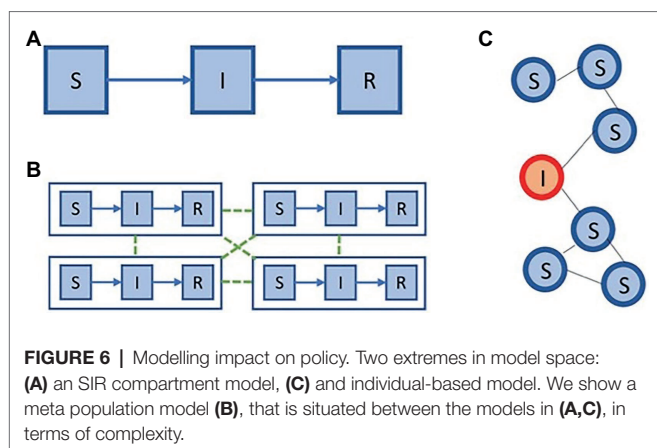 A
S I R
B
S I R S I R
S I R S I R
C
S
S
S
I
S
S
S
FIGURE 6 | Modelling impact on policy. Two extremes in model space:
(A) an SIR compartment model, (C) and individual-based model. We show a
meta population model (B), that is situated between the models in (A,C), in
terms of complexity.